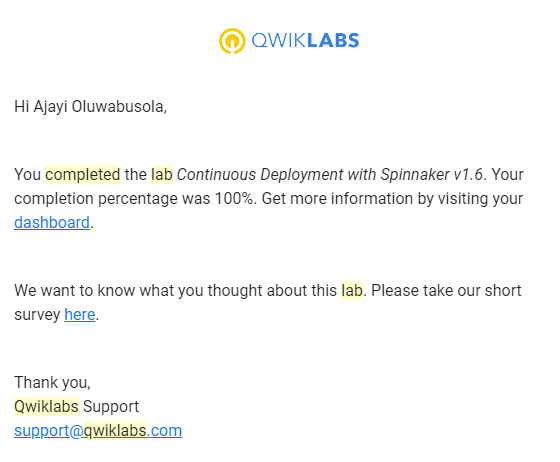 QWIKLABS
Hi Ajayi Oluwabusola,
You completed the lab Continuous Deployment with Spinnaker v1.6. Your
completion percentage was 100%. Get more information by visiting your
dashboard.
We want to know what you thought about this lab. Please take our short
survey here.
Thank you,
Qwiklabs Support
support@qwiklabs.com